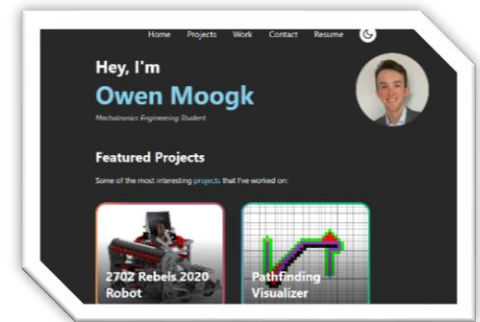 Home Projects Work Contact Resume
Hey, I'm
Owen Moogk
Mechatronics Engineering Student
Featured Projects
Some of the most interesting projects that I've worked on:
2702 Rebels 2020
Robot
Pathfinding
Visualizer